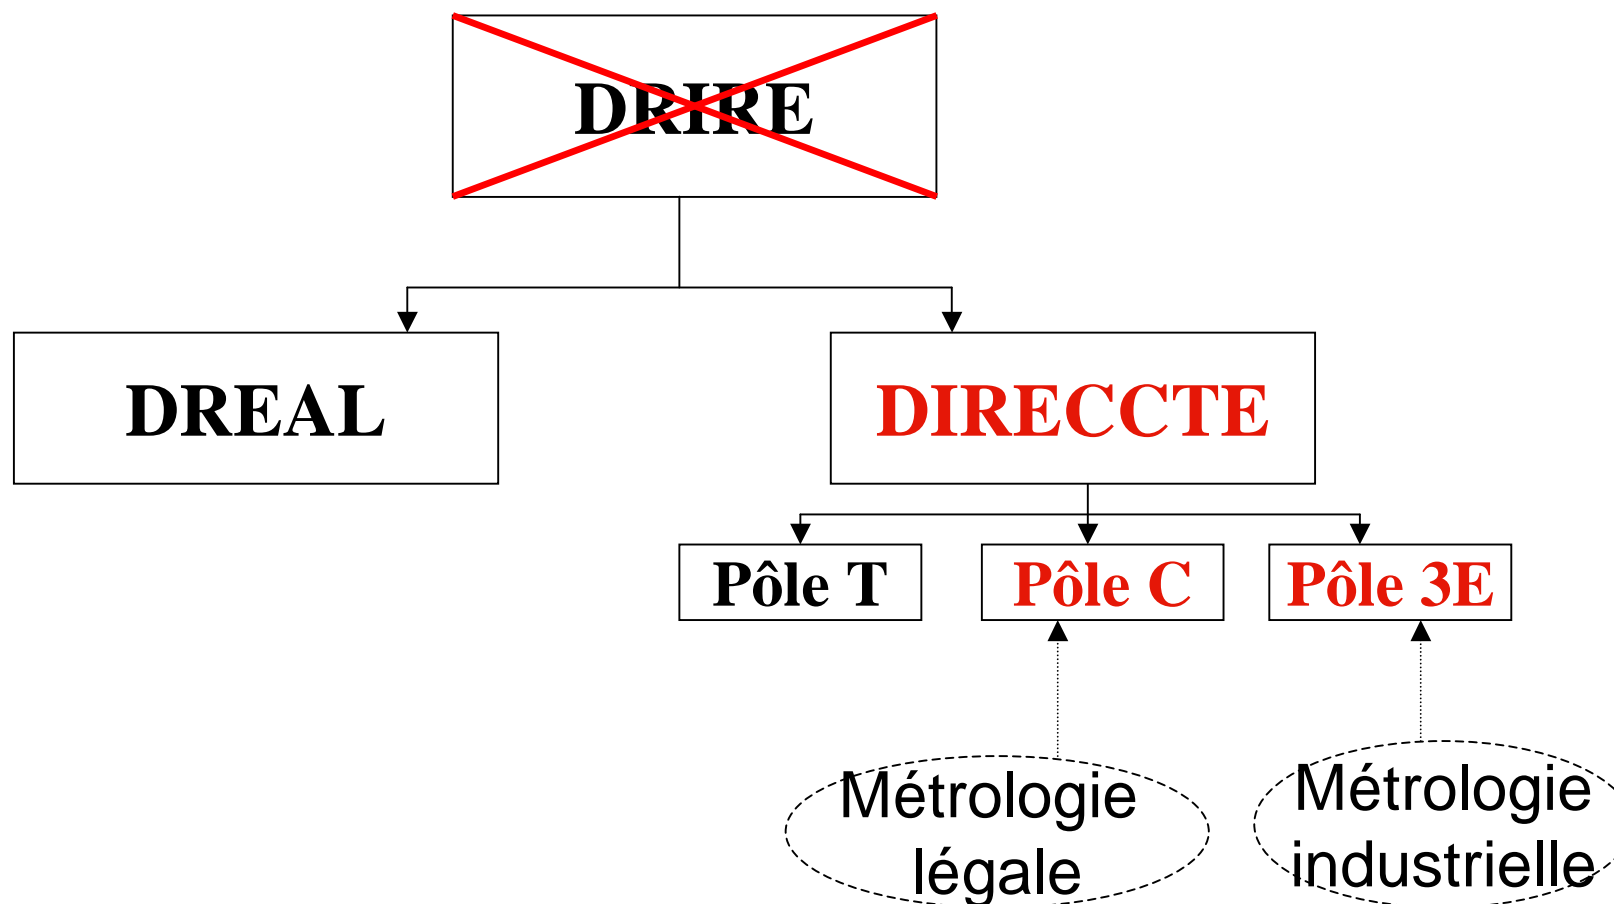 DRIRE
DREAL
DIRECCTE
Pôle T
Pôle C
Pôle 3E
Métrologie
légale
Métrologie
industrielle